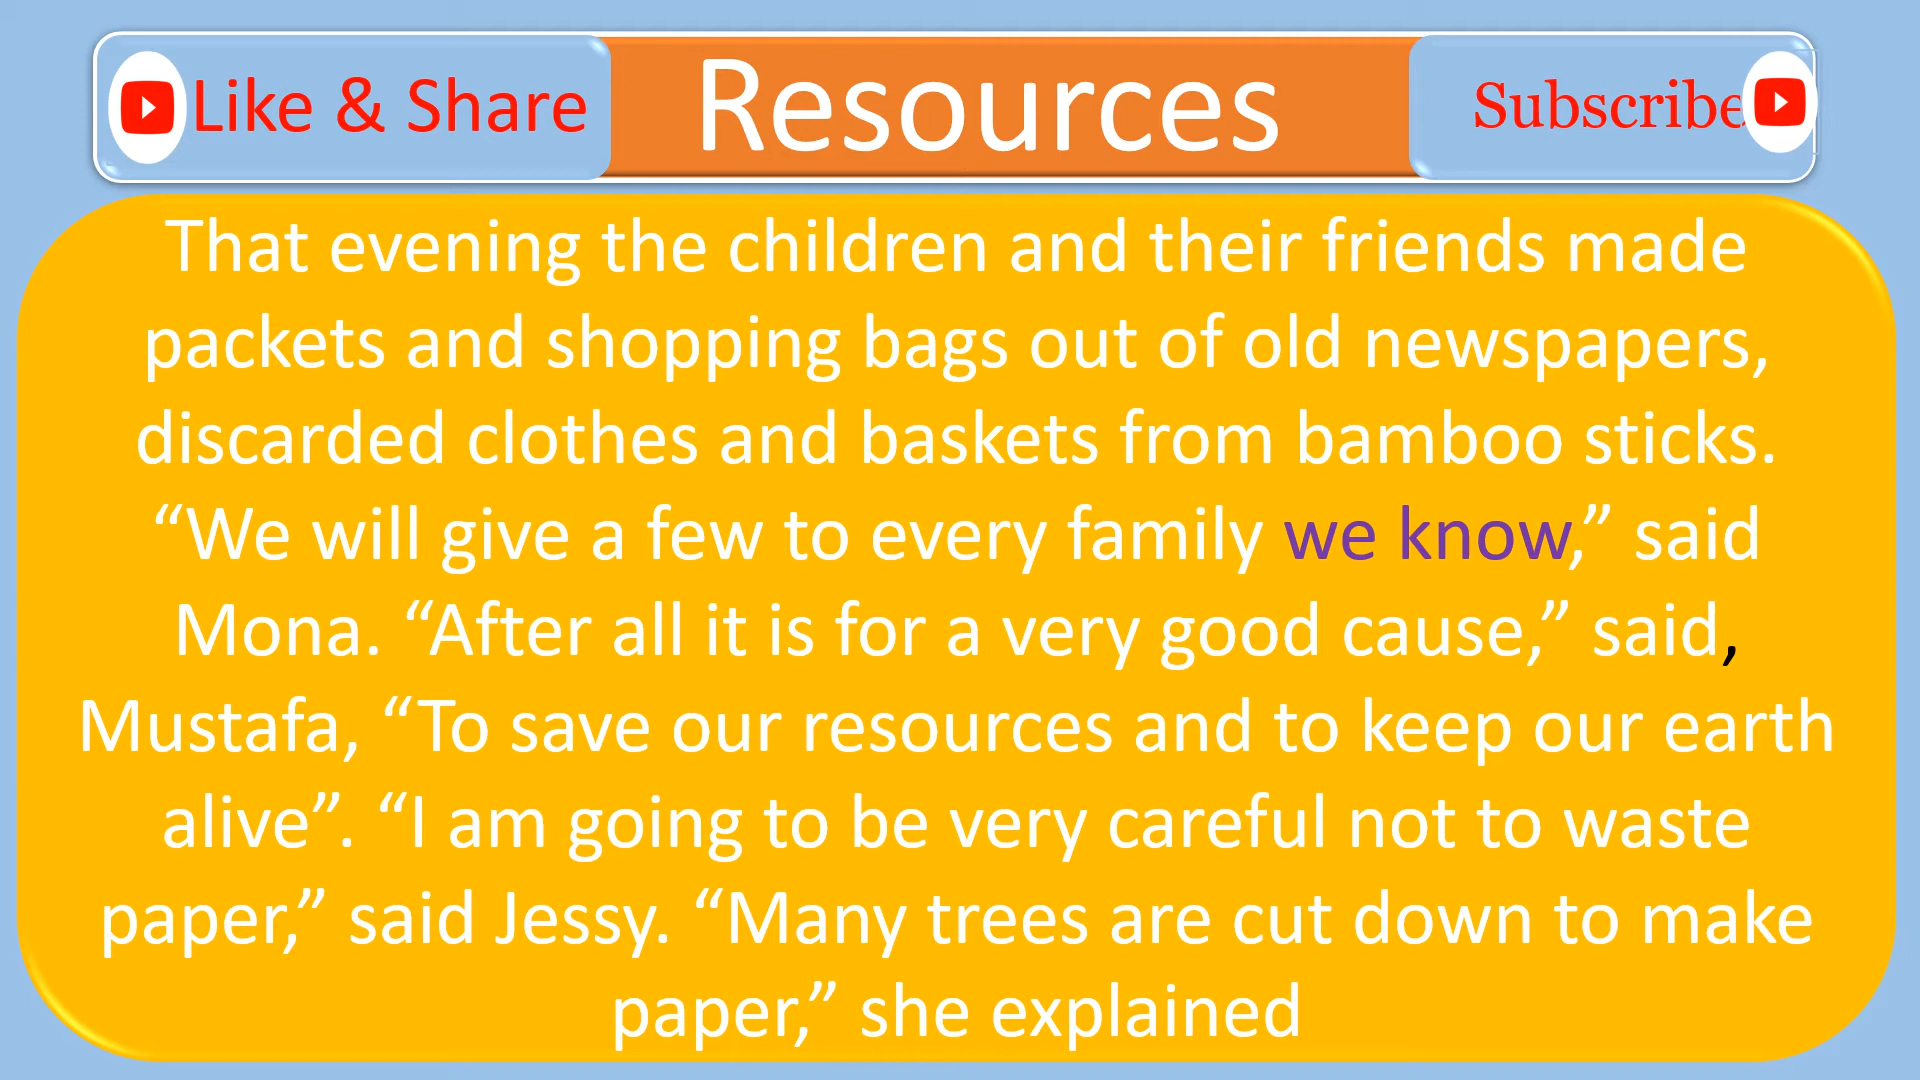 Like & Share Resources Subscribe
That evening the children and their friends made
packets and shopping bags out of old newspapers,
discarded clothes and baskets from bamboo sticks.
“We will give a few to every family we know,” said
Mona. “After all it is for a very good cause,” said,
Mustafa, “To save our resources and to keep our earth
alive”. “I am going to be very careful not to waste
paper,” said Jessy. “Many trees are cut down to make
paper,” she explained